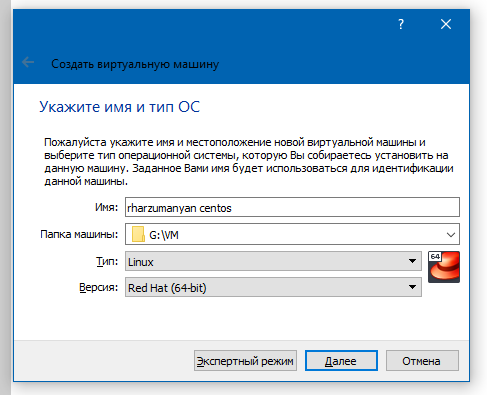 ?
Создать виртуальную машину
Укажите имя и тип ОС
Пожалуйста укажите имя и местоположение новой виртуальной машины и
выберите тип операционной системы, которую Вы собираетесь установить на
данную машину. Заданное Вами имя будет использоваться для идентификации
данной машины.
Имя: rharzumanyan centos
Папка машины: G:\VM
Тип: Linux
64
Версия: Red Hat (64-bit)
Экспертный режим Далее Отмена